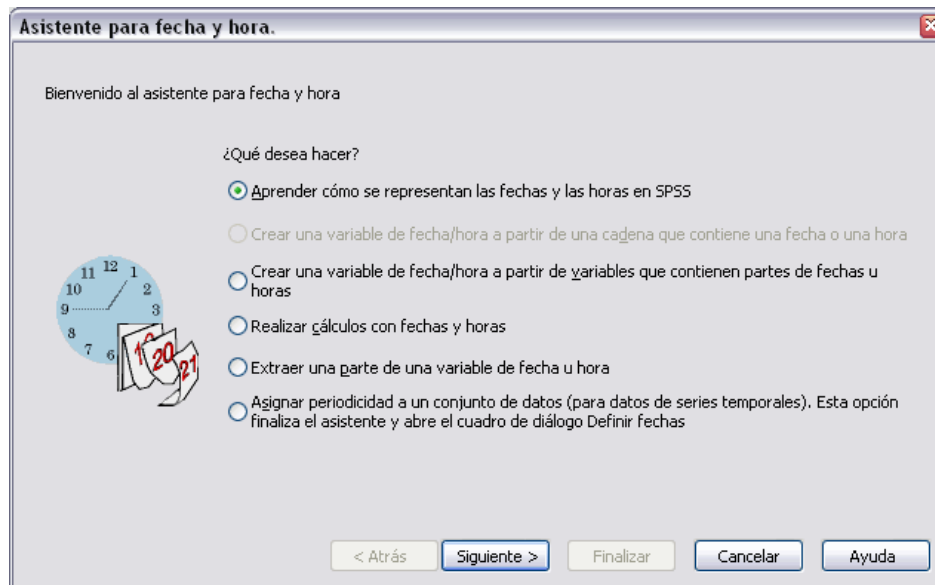 Asistente para fecha y hora.
Bienvenido al asistente para fecha y hora
¿Qué desea hacer?
Aprender cómo se representan las fechas y las horas en SPSS
Crear una variable de fecha/hora a partir de una cadena que contiene una fecha o una hora
Crear una variable de fecha/hora a partir de variables que contienen partes de fechas u
horas
Realizar cálculos con fechas y horas
Extraer una parte de una variable de fecha u hora
Asignar periodicidad a un conjunto de datos (para datos de series temporales). Esta opción
finaliza el asistente y abre el cuadro de diálogo Definir fechas
11 12 1
10 2
9 3
8
7 6
20 21
< Atrás Siguiente > Finalizar Cancelar Ayuda